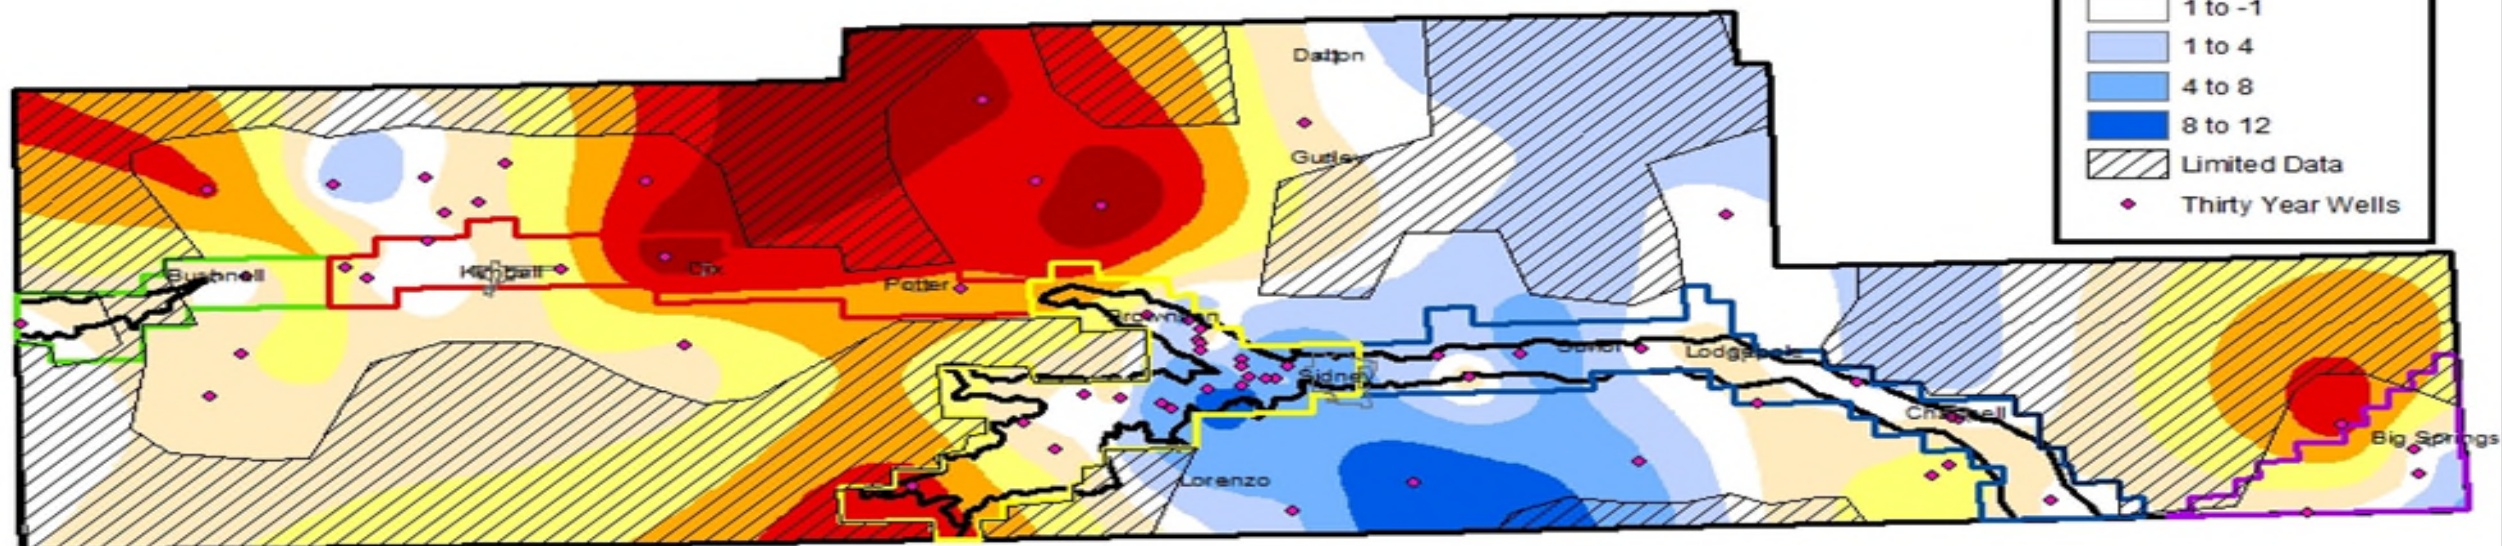 1 to -1
1 to 4
4 to 8
8 to 12
Limited Data
Thirty Year Wells
Dalton
Gurley
Bushnell
Kimball
Dix
Potter
Brownson
Sunol
Lodgepole
Sidney
Chappell
Big Springs
Lorenzo